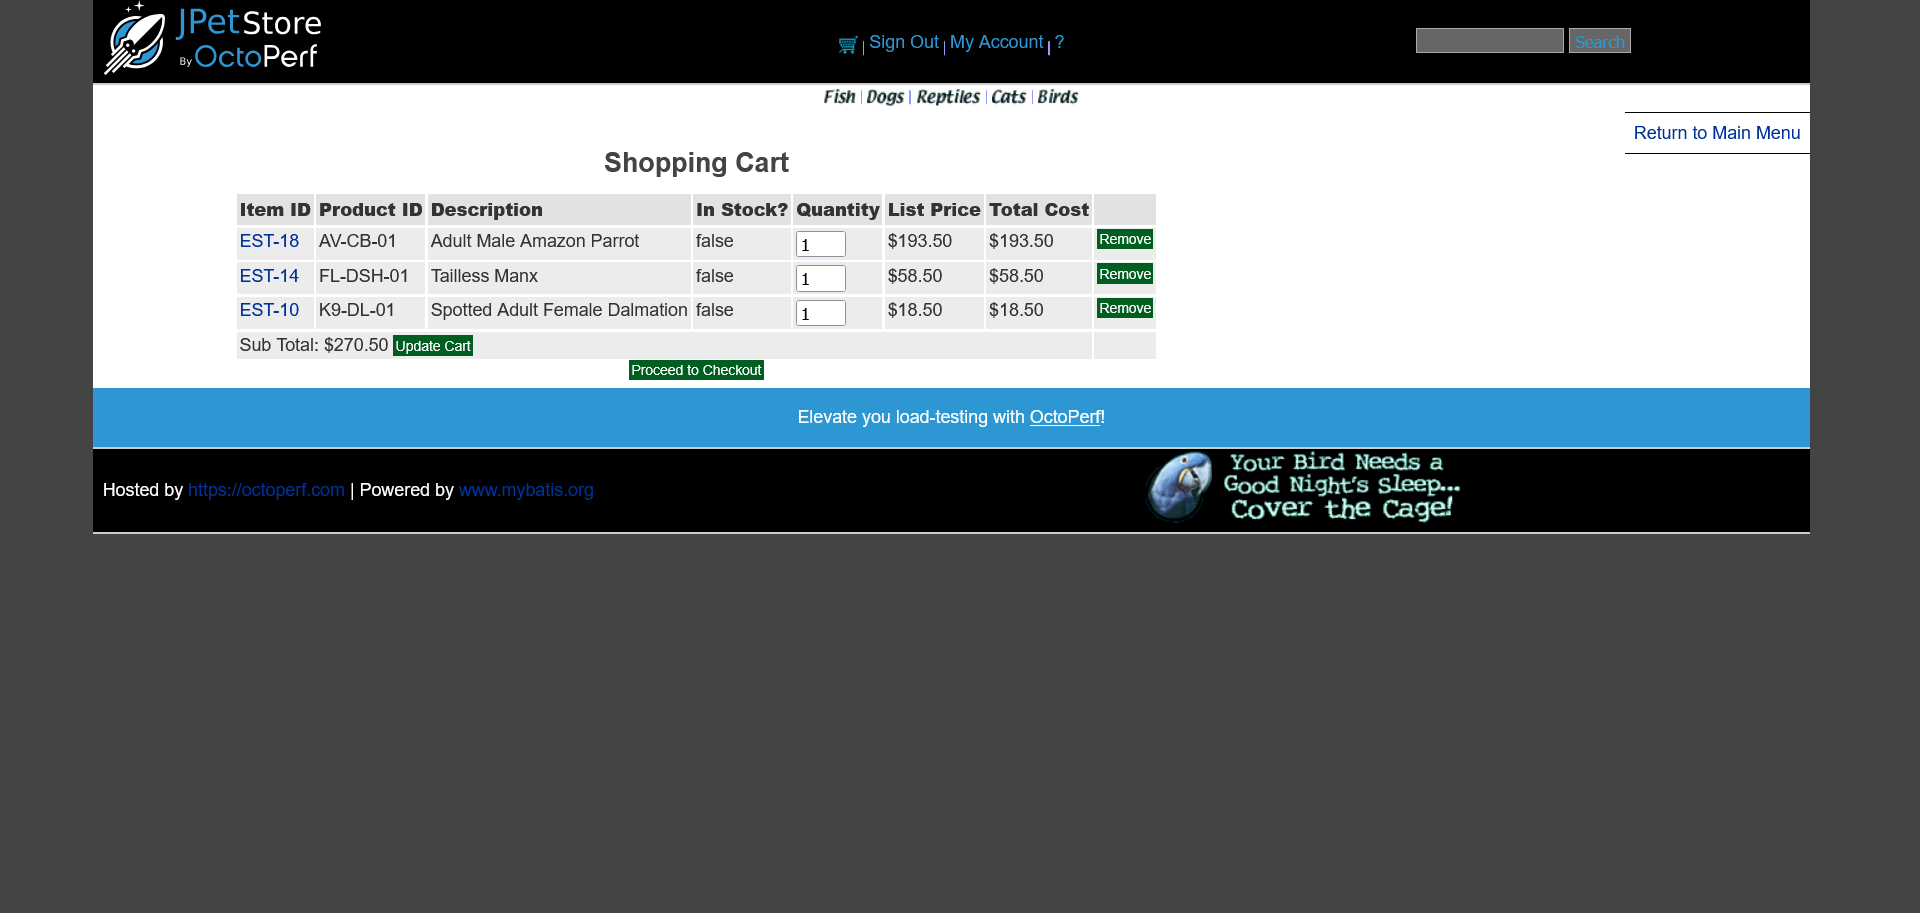 JPetStore
By OctoPerf
Sign Out | My Account | ?
Search
Fish | Dogs | Reptiles | Cats | Birds
Return to Main Menu
Shopping Cart
Item ID Product ID Description In Stock? Quantity List Price Total Cost
EST-18 AV-CB-01 Adult Male Amazon Parrot false 1 $193.50 $193.50 Remove
EST-14 FL-DSH-01 Tailless Manx false 1 $58.50 $58.50 Remove
EST-10 K9-DL-01 Spotted Adult Female Dalmation false 1 $18.50 $18.50 Remove
Sub Total: $270.50 Update Cart
Proceed to Checkout
Elevate you load-testing with OctoPerf!
Hosted by https://octoperf.com | Powered by www.mybatis.org
Your Bird Needs a
Good Night's Sleep...
Cover the Cage!